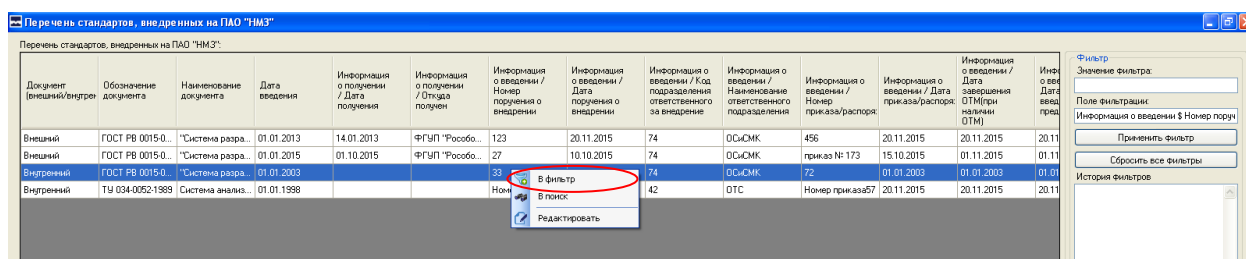 Перечень стандартов, внедренных на ПАО "НМЗ"
Перечень стандартов, внедренных на ПАО "НМЗ":
Документ (внешний/внутрен
Обозначение документа
Наименование документа
Дата введения
Информация о получении / Дата получения
Информация о получении / Откуда получен
Информация о введении / Номер поручения о внедрении
Информация о введении / Дата поручения о внедрении
Информация о введении / Код подразделения ответственного за внедрение
Информация о введении / Наименование ответственного подразделения
Информация о введении / Номер приказа/распоря:
Информация о введении / Дата приказа/распоря:
Информация о введении / Дата завершения ОТМ(при наличии ОТМ)
Инфо о вве Дата введ пред
Внешний ГОСТ РВ 0015-0... "Система разра... 01.01.2013 14.01.2013 ФГУП "Рособо... 123 20.11.2015 74 ОСиСМК 456 20.11.2015 20.11.2015 20.11
Внешний ГОСТ РВ 0015-0... "Система разра... 01.01.2015 01.10.2015 ФГУП "Рособо... 27 10.10.2015 74 ОСиСМК приказ № 173 15.10.2015 01.11.2015 01.11
Внутренний ГОСТ РВ 0015-0... "Система разра... 01.01.2003 33 74 ОСиСМК 72 01.01.2003 01.01.2003 01.01
Внутренний ТУ 034-0052-1989 Система анализ... 01.01.1998 Ном 42 ОТС Номер приказа57 20.11.2015 20.11.2015 20.11
В фильтр
В поиск
Редактировать
Фильтр
Значение фильтра:
Поле фильтрации:
Информация о введении $ Номер поруч
Применить фильтр
Сбросить все фильтры
История фильтров